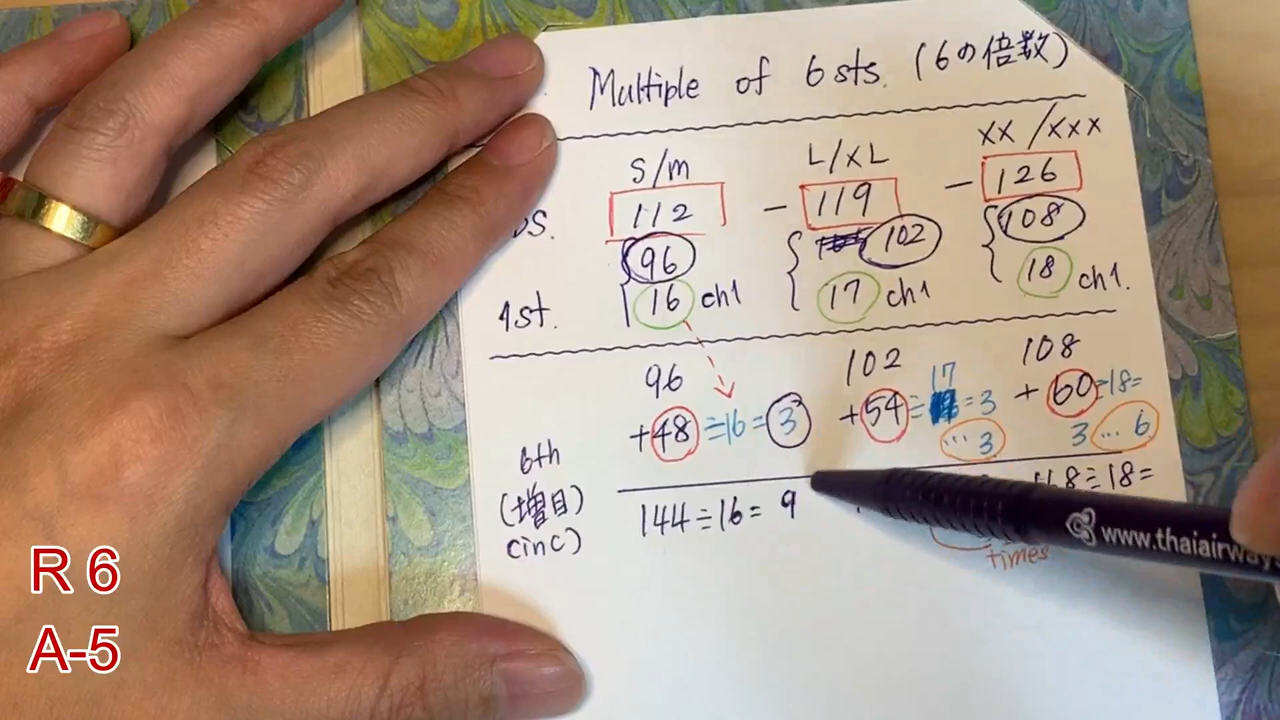 Multiple of 6 sts. (6の倍数)
S/M L/XL XX/XXX
112 – 119 – 126
96 102 108
1st. 16 ch1 17 ch1 18 ch1.
96 102 108
+48÷16=3 +54÷17=3 ...3 +60÷18= 3 ...6
6th
(増目)
(inc)
144÷16= 9
68÷18=
times
www.thaiairways
R 6
A-5